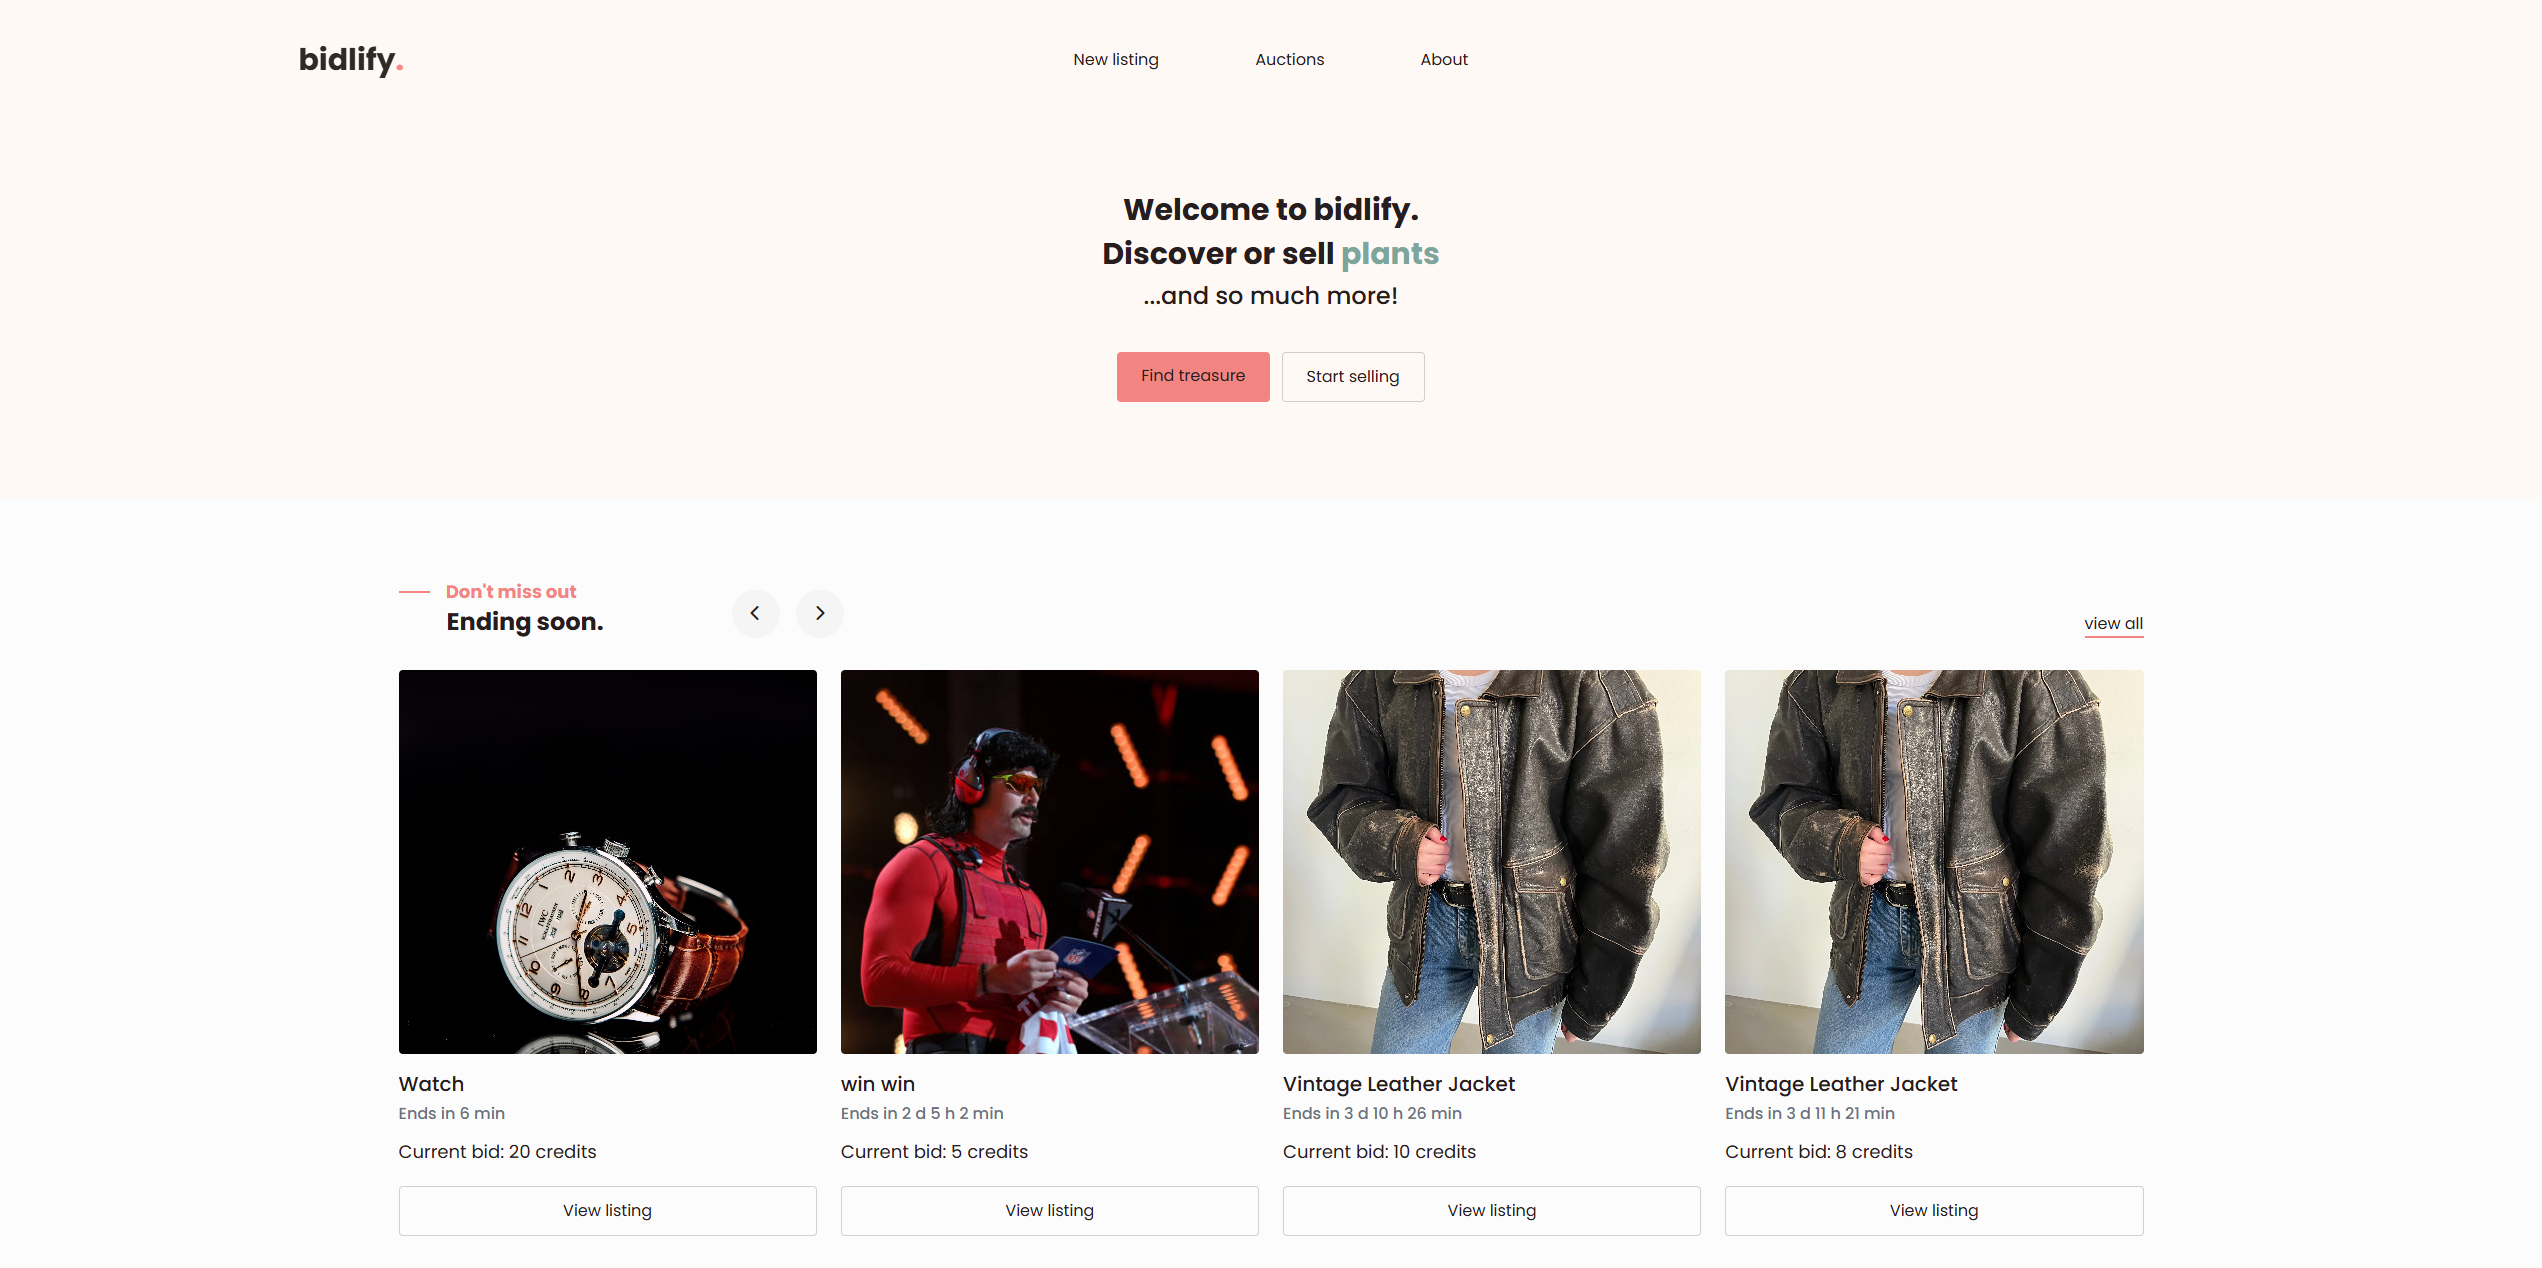 bidlify.
New listing
Auctions
About
Welcome to bidlify.
Discover or sell plants
...and so much more!
Find treasure
Start selling
Don't miss out
Ending soon.
view all
Watch
Ends in 6 min
Current bid: 20 credits
View listing
win win
Ends in 2 d 5 h 2 min
Current bid: 5 credits
View listing
Vintage Leather Jacket
Ends in 3 d 10 h 26 min
Current bid: 10 credits
View listing
Vintage Leather Jacket
Ends in 3 d 11 h 21 min
Current bid: 8 credits
View listing